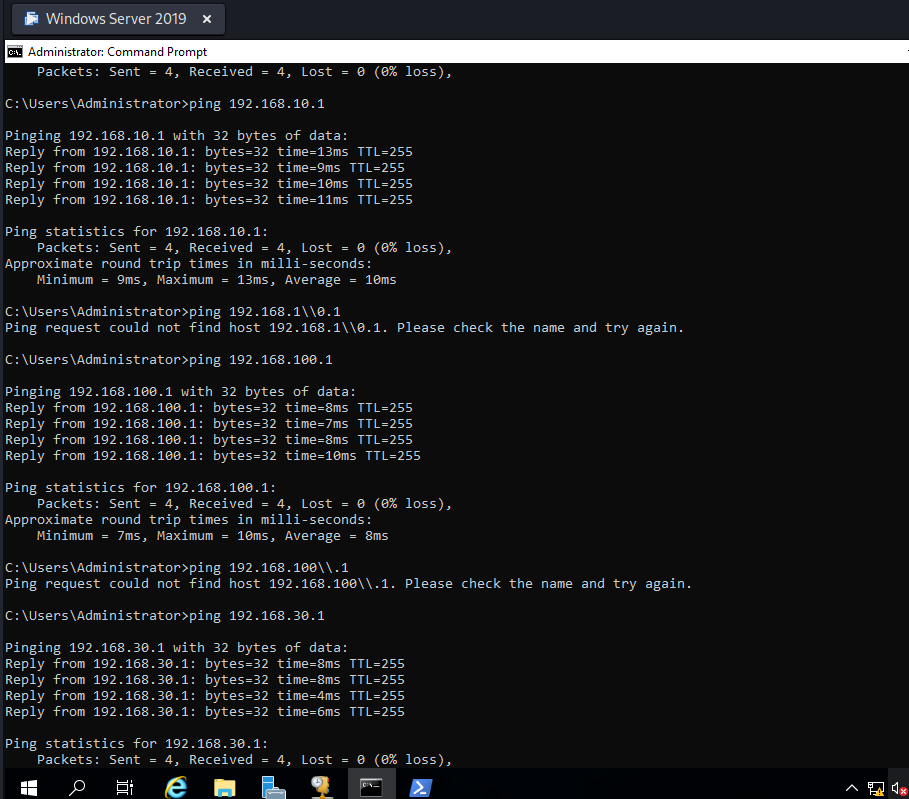 Windows Server 2019
Administrator: Command Prompt
    Packets: Sent = 4, Received = 4, Lost = 0 (0% loss),
C:\Users\Administrator>ping 192.168.10.1
Pinging 192.168.10.1 with 32 bytes of data:
Reply from 192.168.10.1: bytes=32 time=13ms TTL=255
Reply from 192.168.10.1: bytes=32 time=9ms TTL=255
Reply from 192.168.10.1: bytes=32 time=10ms TTL=255
Reply from 192.168.10.1: bytes=32 time=11ms TTL=255
Ping statistics for 192.168.10.1:
    Packets: Sent = 4, Received = 4, Lost = 0 (0% loss),
Approximate round trip times in milli-seconds:
    Minimum = 9ms, Maximum = 13ms, Average = 10ms
C:\Users\Administrator>ping 192.168.1\\0.1
Ping request could not find host 192.168.1\\0.1. Please check the name and try again.
C:\Users\Administrator>ping 192.168.100.1
Pinging 192.168.100.1 with 32 bytes of data:
Reply from 192.168.100.1: bytes=32 time=8ms TTL=255
Reply from 192.168.100.1: bytes=32 time=7ms TTL=255
Reply from 192.168.100.1: bytes=32 time=8ms TTL=255
Reply from 192.168.100.1: bytes=32 time=10ms TTL=255
Ping statistics for 192.168.100.1:
    Packets: Sent = 4, Received = 4, Lost = 0 (0% loss),
Approximate round trip times in milli-seconds:
    Minimum = 7ms, Maximum = 10ms, Average = 8ms
C:\Users\Administrator>ping 192.168.100\\.1
Ping request could not find host 192.168.100\\.1. Please check the name and try again.
C:\Users\Administrator>ping 192.168.30.1
Pinging 192.168.30.1 with 32 bytes of data:
Reply from 192.168.30.1: bytes=32 time=8ms TTL=255
Reply from 192.168.30.1: bytes=32 time=8ms TTL=255
Reply from 192.168.30.1: bytes=32 time=4ms TTL=255
Reply from 192.168.30.1: bytes=32 time=6ms TTL=255
Ping statistics for 192.168.30.1:
    Packets: Sent = 4, Received = 4, Lost = 0 (0% loss),